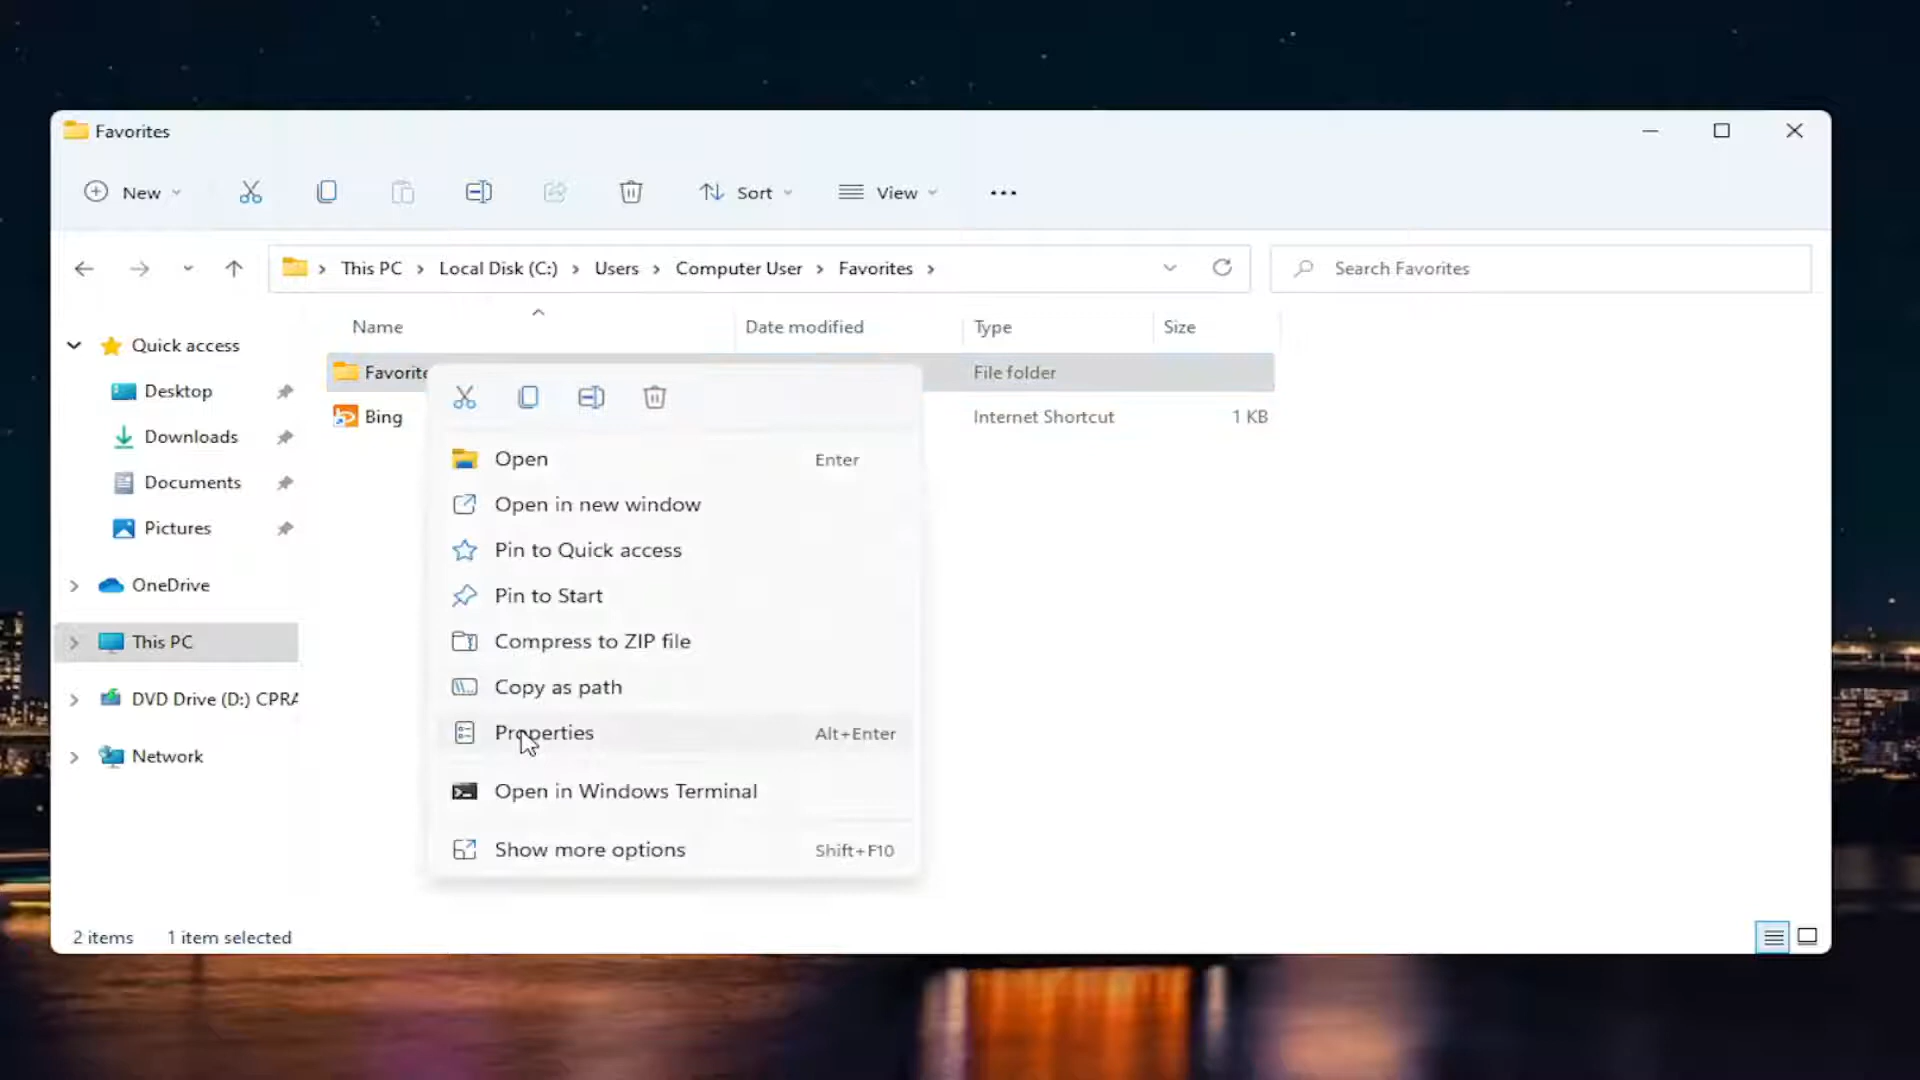 Favorites
New
Sort
View
This PC
Local Disk (C:)
Users
Computer User
Favorites
Search Favorites
Name
Date modified
Type
Size
Quick access
Desktop
Downloads
Documents
Pictures
OneDrive
This PC
DVD Drive (D:) CPRA
Network
Favorite
File folder
Bing
Internet Shortcut
1 KB
Open
Enter
Open in new window
Pin to Quick access
Pin to Start
Compress to ZIP file
Copy as path
Properties
Alt+Enter
Open in Windows Terminal
Show more options
Shift+F10
2 items
1 item selected